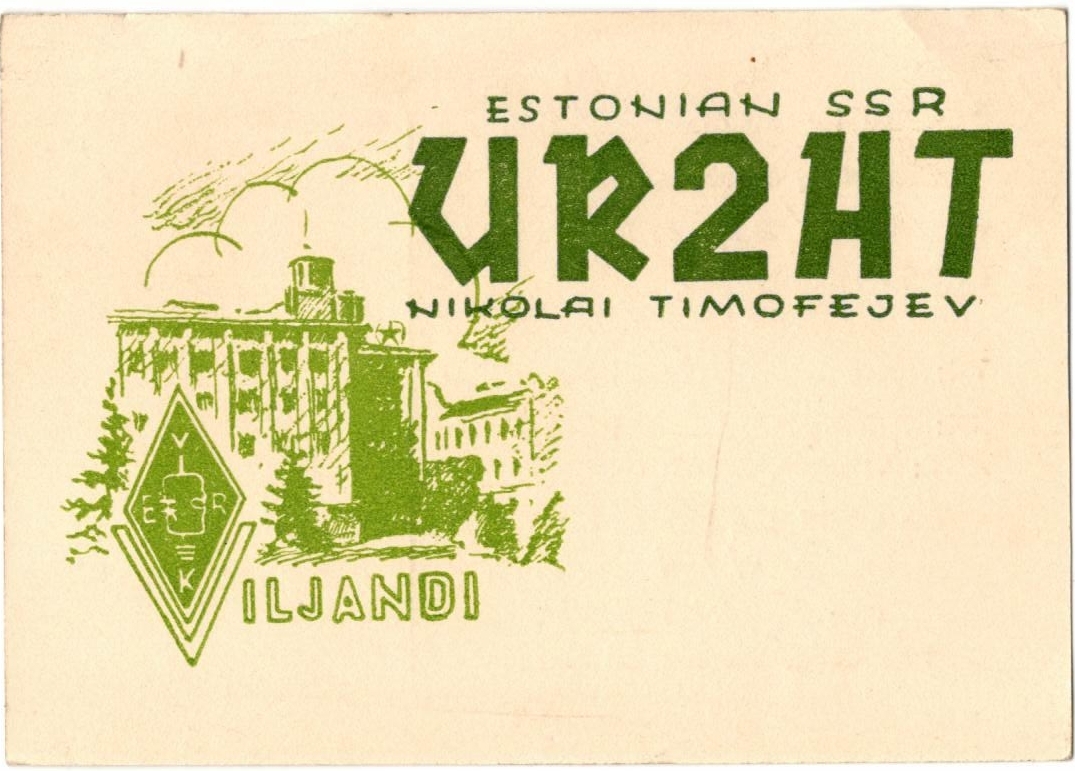 ESTONIAN SSR
UR2HT
NIKOLAI TIMOFEJEV
VILJANDI